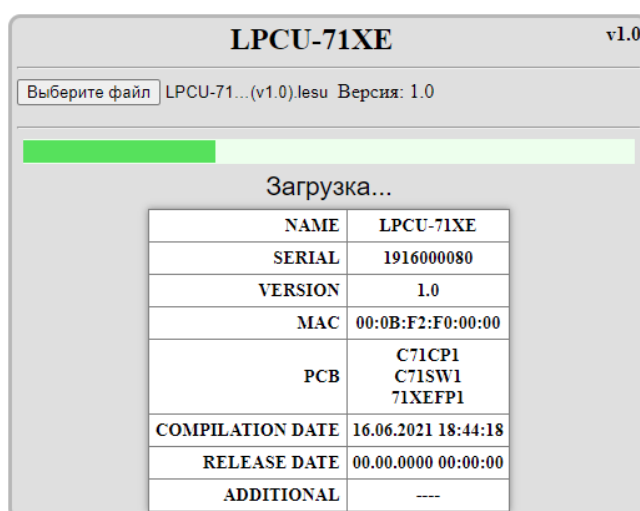 LPCU-71XE
v1.0
Выберите файл LPCU-71...(v1.0).lesu Версия: 1.0
Загрузка...
NAME LPCU-71XE
SERIAL 1916000080
VERSION 1.0
MAC 00:0B:F2:F0:00:00
PCB C71CP1
C71SW1
71XEFP1
COMPILATION DATE 16.06.2021 18:44:18
RELEASE DATE 00.00.0000 00:00:00
ADDITIONAL ----